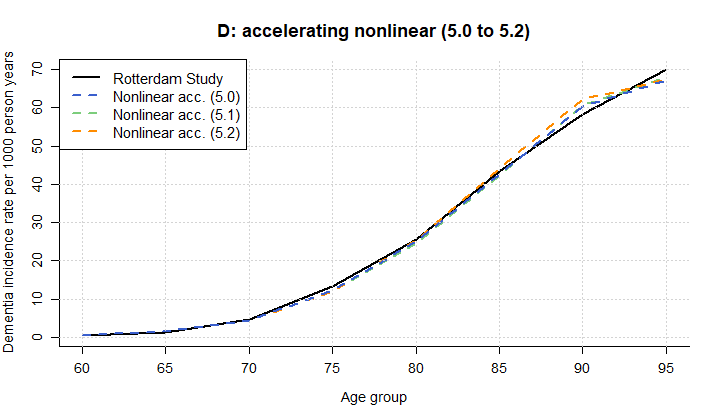 D: accelerating nonlinear (5.0 to 5.2)
Dementia incidence rate per 1000 person years
70
60
50
40
30
20
10
0
Rotterdam Study
Nonlinear acc. (5.0)
Nonlinear acc. (5.1)
Nonlinear acc. (5.2)
60 65 70 75 80 85 90 95
Age group